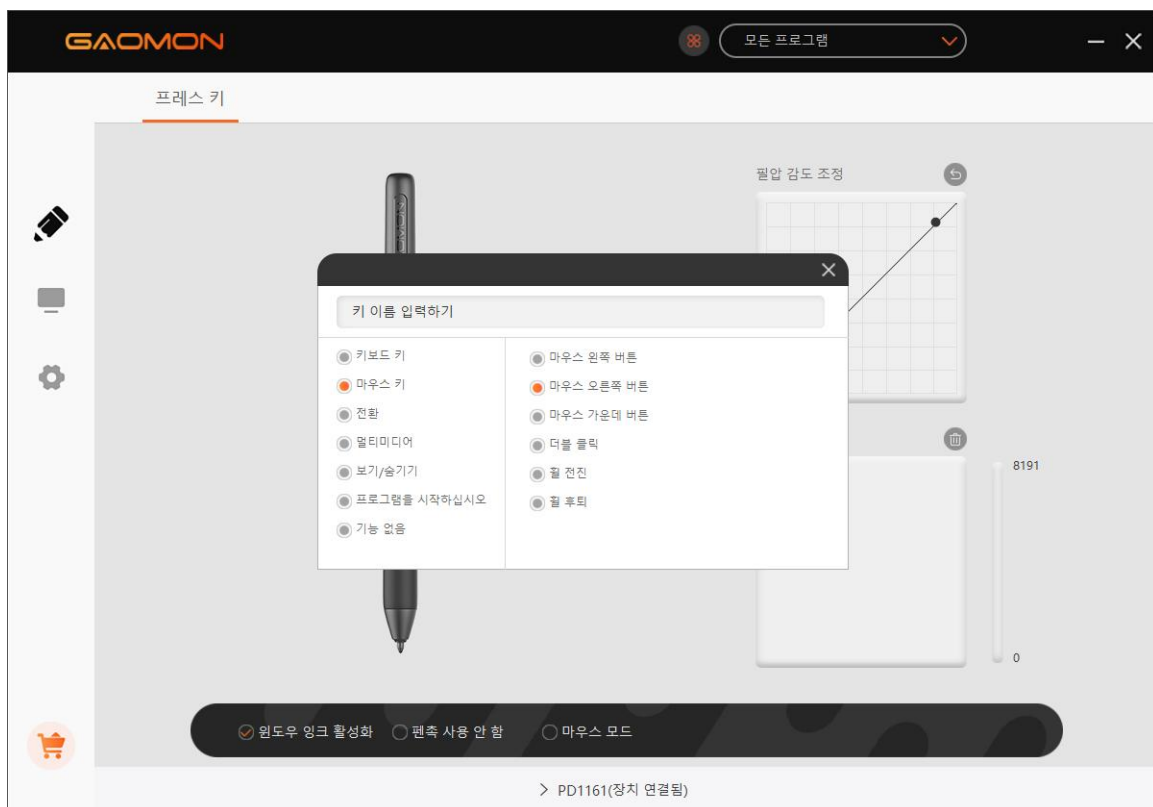 GAOMON
모든 프로그램
프레스 키
필압 감도 조정
키 이름 입력하기
키보드 키
마우스 키
전환
멀티미디어
보기/숨기기
프로그램을 시작하십시오
기능 없음
마우스 왼쪽 버튼
마우스 오른쪽 버튼
마우스 가운데 버튼
더블 클릭
휠 전진
휠 후퇴
8191
0
윈도우 잉크 활성화
펜촉 사용 안 함
마우스 모드
PD1161(장치 연결됨)